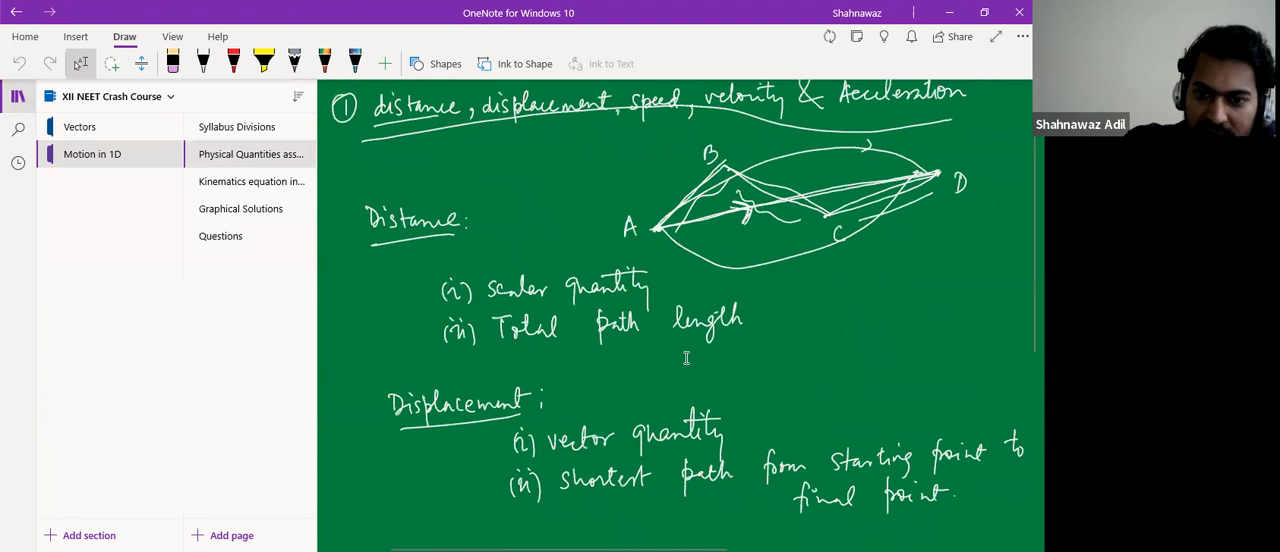 OneNote for Windows 10
Shahnawaz
Home Insert Draw View Help
Share
Shapes Ink to Shape Ink to Text
XII NEET Crash Course
Vectors
Motion in 1D
Syllabus Divisions
Physical Quantities ass...
Kinematics equation in...
Graphical Solutions
Questions
Add section
Add page
Shahnawaz Adil
① distance, displacement, speed, velocity & Acceleration
B
D
A
C
Distance:
(i) Scalar quantity
(ii) Total path length
Displacement:
(i) vector quantity
(ii) shortest path from starting point to
final point.